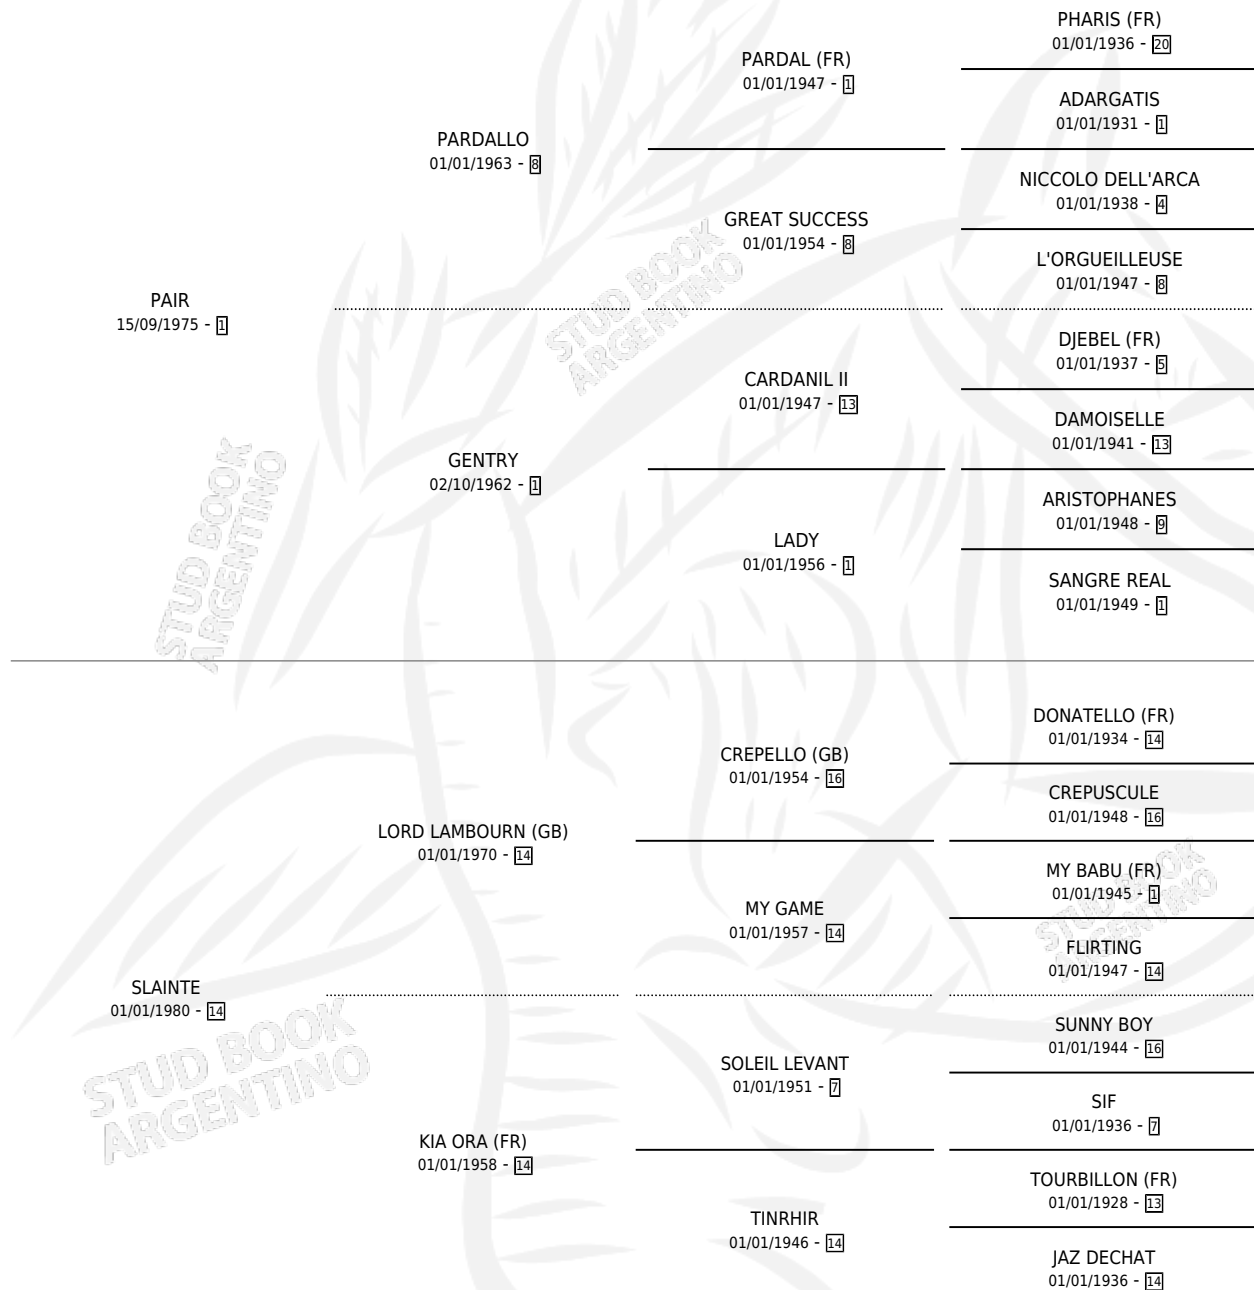 PHARIS (FR)
01/01/1936 - 20
PARDAL (FR)
01/01/1947 - 1
ADARGATIS
01/01/1931 - 1
PARDALLO
01/01/1963 - 8
NICCOLO DELL'ARCA
01/01/1938 - 4
GREAT SUCCESS
01/01/1954 - 8
L'ORGUEILLEUSE
01/01/1947 - 8
PAIR
15/09/1975 - 1
DJEBEL (FR)
01/01/1937 - 5
CARDANIL II
01/01/1947 - 13
DAMOISELLE
01/01/1941 - 13
GENTRY
02/10/1962 - 1
ARISTOPHANES
01/01/1948 - 9
LADY
01/01/1956 - 1
SANGRE REAL
01/01/1949 - 1
STUD BOOK
ARGENTINO
STUD BOOK
ARGENTINO
DONATELLO (FR)
01/01/1934 - 14
CREPELLO (GB)
01/01/1954 - 16
CREPUSCULE
01/01/1948 - 16
LORD LAMBOURN (GB)
01/01/1970 - 14
MY BABU (FR)
01/01/1945 - 1
MY GAME
01/01/1957 - 14
FLIRTING
01/01/1947 - 14
SLAINTE
01/01/1980 - 14
SUNNY BOY
01/01/1944 - 16
SOLEIL LEVANT
01/01/1951 - 7
SIF
01/01/1936 - 7
KIA ORA (FR)
01/01/1958 - 14
TOURBILLON (FR)
01/01/1928 - 13
TINRHIR
01/01/1946 - 14
JAZ DECHAT
01/01/1936 - 14
STUD BOOK
ARGENTINO
STUD BOOK
ARGENTINO